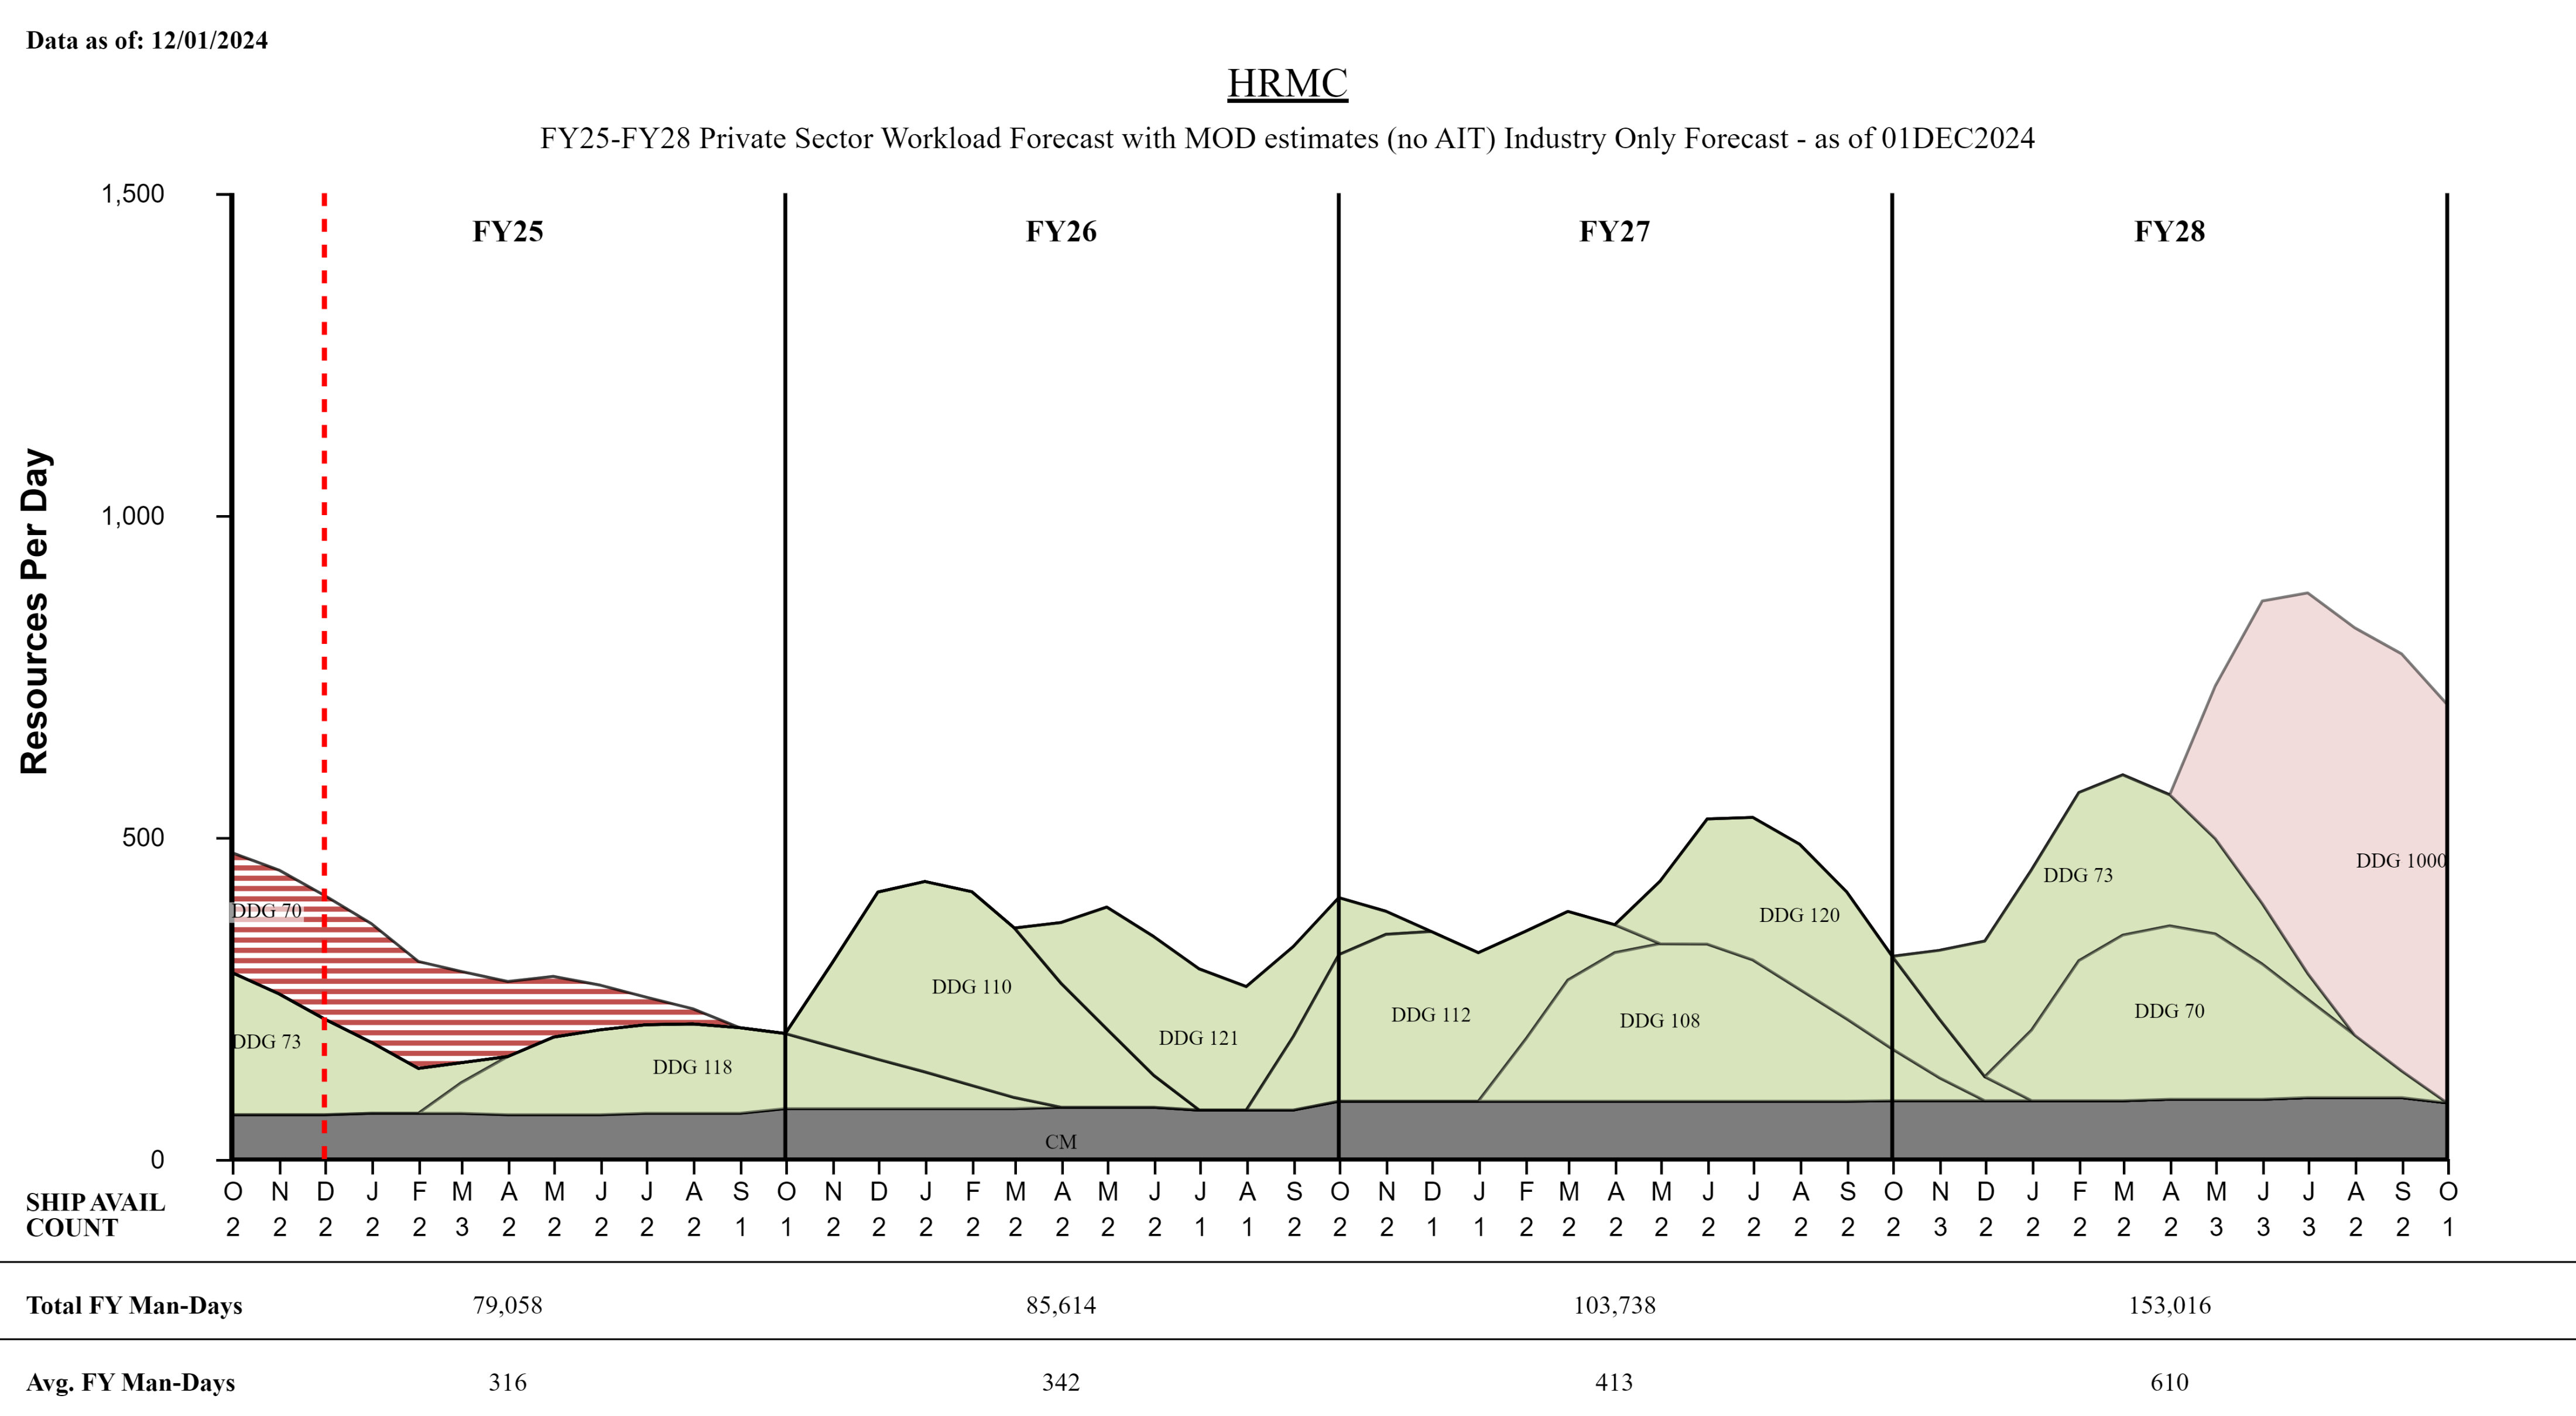 Data as of: 12/01/2024
HRMC
FY25-FY28 Private Sector Workload Forecast with MOD estimates (no AIT) Industry Only Forecast - as of 01DEC2024
Resources Per Day
1,500
1,000
500
0
FY25 FY26 FY27 FY28
DDG 70
DDG 73
DDG 118
DDG 110
DDG 121
CM
DDG 112
DDG 108
DDG 120
DDG 73
DDG 70
DDG 1000
O N D J F M A M J J A S O N D J F M A M J J A S O N D J F M A M J J A S O N D J F M A M J J A S O
SHIP AVAIL
COUNT
2 2 2 2 2 3 2 2 2 2 2 1 1 2 2 2 2 2 2 2 2 1 1 2 2 2 1 1 2 2 2 2 2 2 2 2 2 3 2 2 2 2 2 3 3 3 2 2 1
Total FY Man-Days 79,058 85,614 103,738 153,016
Avg. FY Man-Days 316 342 413 610